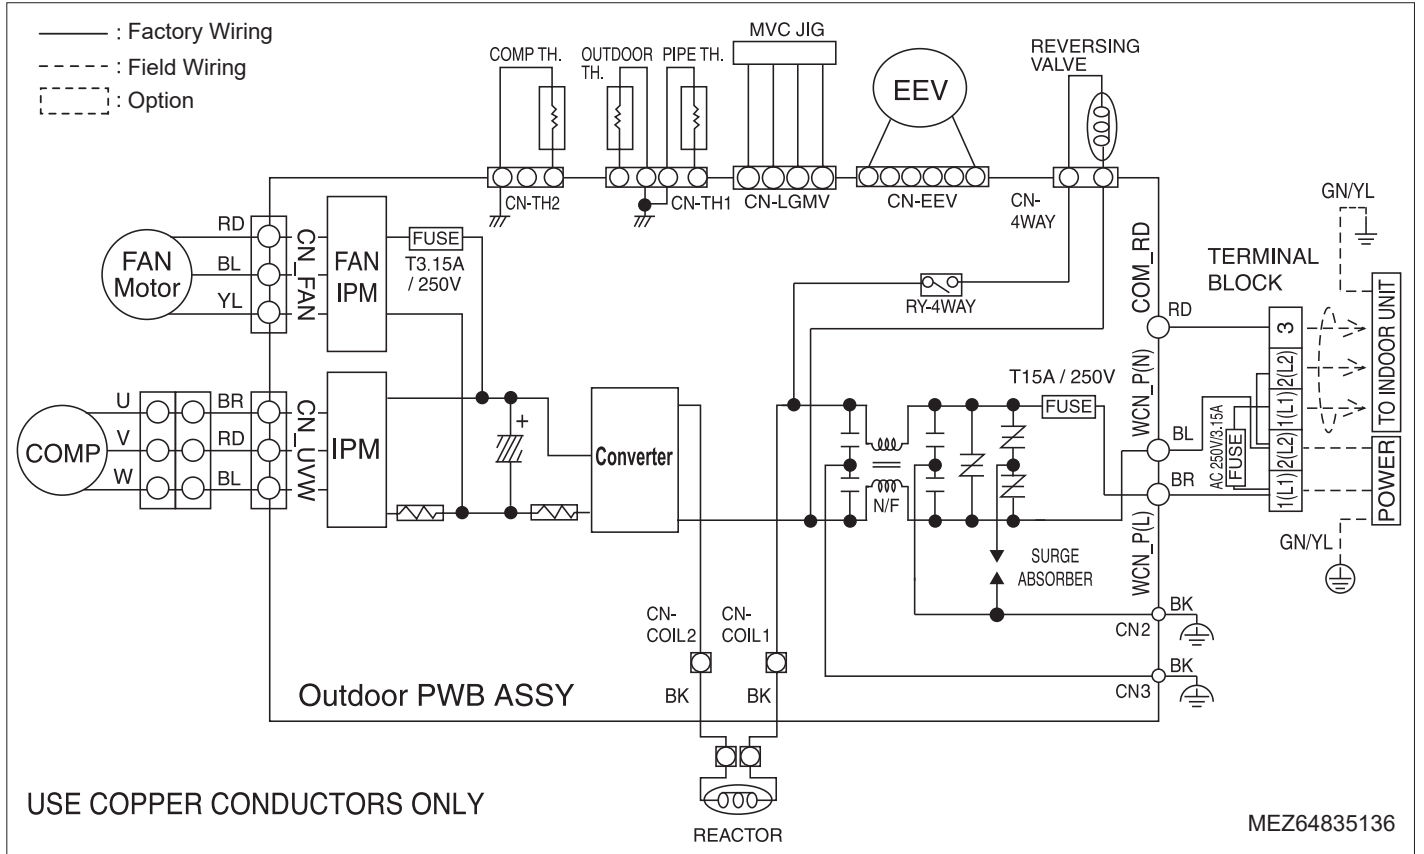 : Factory Wiring
: Field Wiring
: Option
COMP TH.
OUTDOOR
TH.
PIPE TH.
MVC JIG
EEV
REVERSING
VALVE
CN-TH2
CN-TH1
CN-LGMV
CN-EEV
CN-
4WAY
FAN
Motor
RD
BL
YL
CN_FAN
FAN
IPM
FUSE
T3.15A
/ 250V
RY-4WAY
COM_RD
RD
TERMINAL
BLOCK
GN/YL
3
2(L2)
1(L1)
2(L2)
1(L1)
TO INDOOR UNIT
POWER
GN/YL
AC 250V/3.15A
FUSE
COMP
U
V
W
BR
RD
BL
CN_UVW
IPM
+
Converter
N/F
T15A / 250V
FUSE
WCN_P(N)
BL
BR
WCN_P(L)
SURGE
ABSORBER
CN2
BK
CN3
BK
CN-
COIL2
CN-
COIL1
BK
BK
Outdoor PWB ASSY
REACTOR
USE COPPER CONDUCTORS ONLY
MEZ64835136